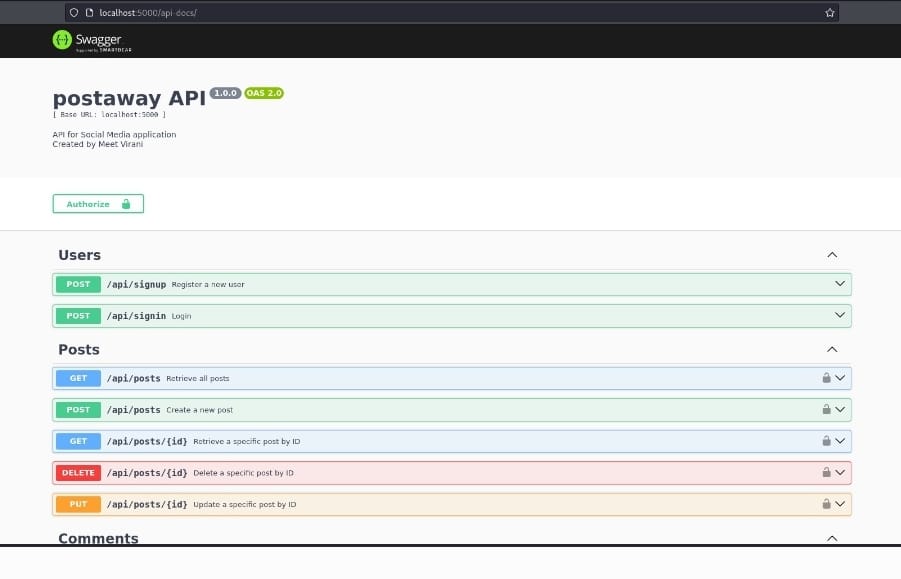 localhost:5000/api-docs/
Swagger
Supported by SMARTBEAR
postaway API 1.0.0 OAS 2.0
[ Base URL: localhost:5000 ]
API for Social Media application
Created by Meet Virani
Authorize
Users
POST /api/signup Register a new user
POST /api/signin Login
Posts
GET /api/posts Retrieve all posts
POST /api/posts Create a new post
GET /api/posts/{id} Retrieve a specific post by ID
DELETE /api/posts/{id} Delete a specific post by ID
PUT /api/posts/{id} Update a specific post by ID
Comments